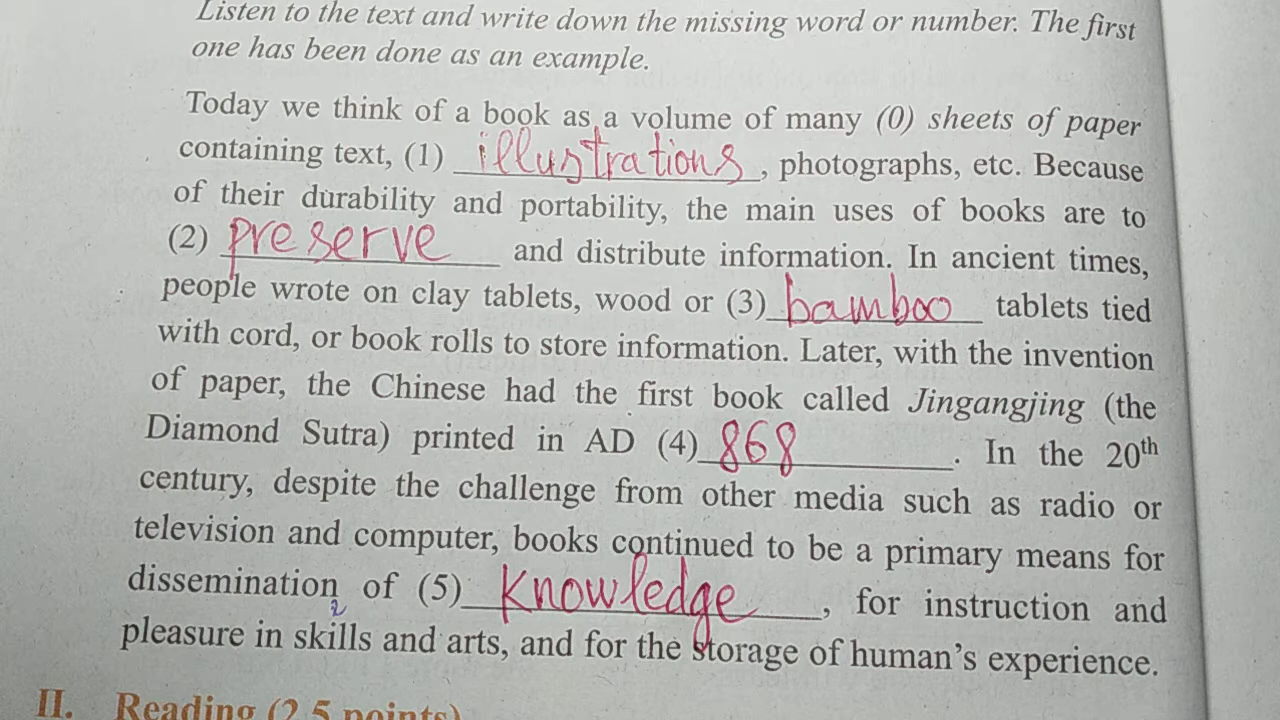 Listen to the text and write down the missing word or number. The first
one has been done as an example.
Today we think of a book as a volume of many (0) sheets of paper
containing text, (1) illustrations, photographs, etc. Because
of their durability and portability, the main uses of books are to
(2) preserve and distribute information. In ancient times,
people wrote on clay tablets, wood or (3) bamboo tablets tied
with cord, or book rolls to store information. Later, with the invention
of paper, the Chinese had the first book called Jingangjing (the
Diamond Sutra) printed in AD (4) 868. In the 20th
century, despite the challenge from other media such as radio or
television and computer, books continued to be a primary means for
dissemination of (5) knowledge, for instruction and
2
pleasure in skills and arts, and for the storage of human's experience.
II. Reading (2.5 points)